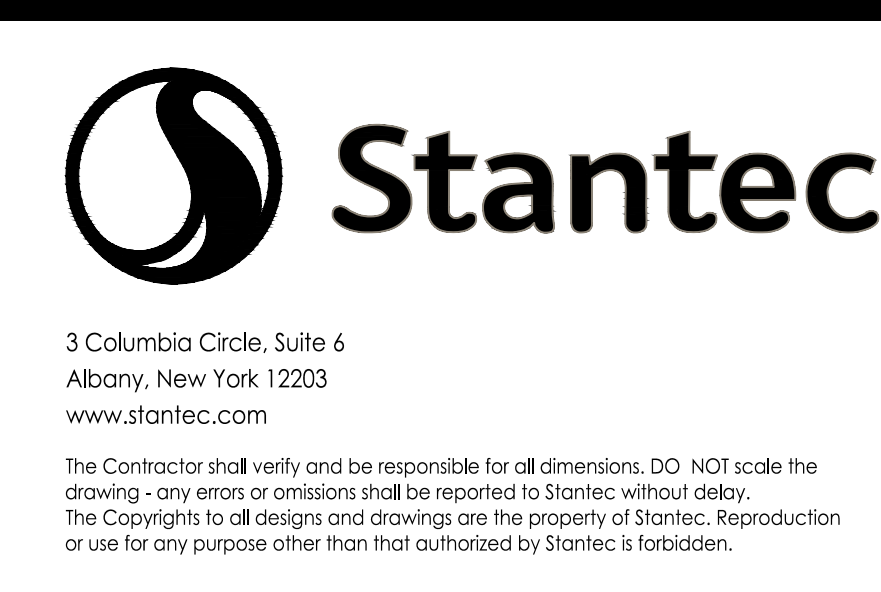 Stantec
3 Columbia Circle, Suite 6
Albany, New York 12203
www.stantec.com
The Contractor shall verify and be responsible for all dimensions. DO  NOT scale the
drawing - any errors or omissions shall be reported to Stantec without delay.
The Copyrights to all designs and drawings are the property of Stantec. Reproduction
or use for any purpose other than that authorized by Stantec is forbidden.